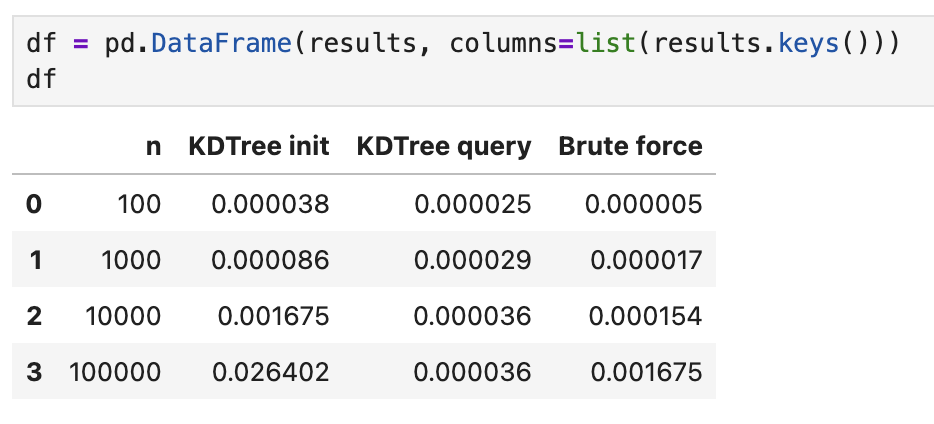 df = pd.DataFrame(results, columns=list(results.keys()))
df
n KDTree init KDTree query Brute force
0 100 0.000038 0.000025 0.000005
1 1000 0.000086 0.000029 0.000017
2 10000 0.001675 0.000036 0.000154
3 100000 0.026402 0.000036 0.001675